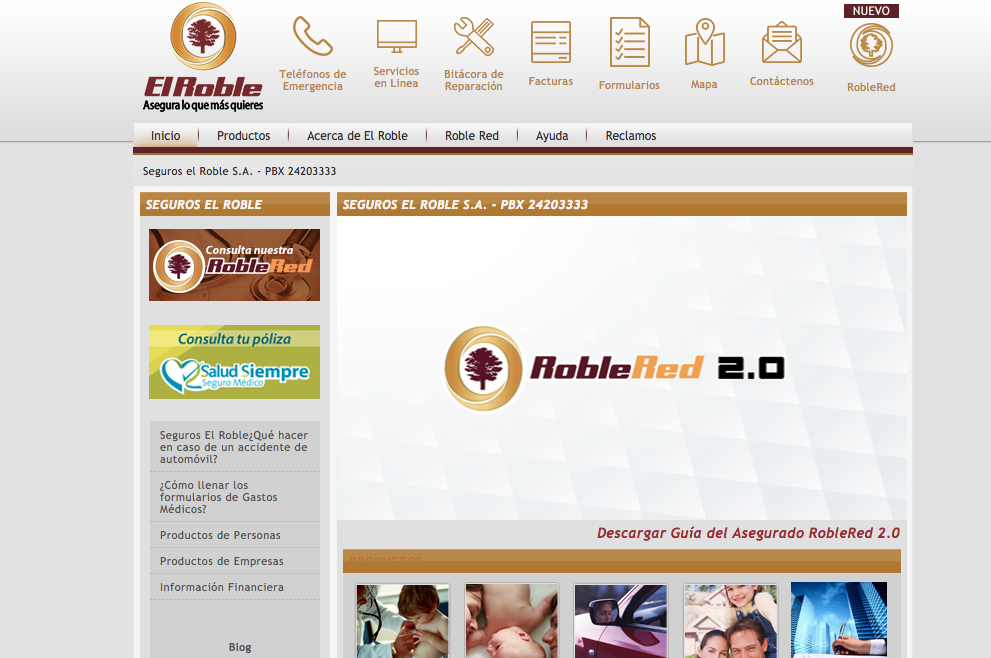 NUEVO
El Roble
Asegura lo que más quieres
Teléfonos de
Emergencia
Servicios
en Linea
Bitácora de
Reparación
Facturas
Formularios
Mapa
Contáctenos
RobleRed
Inicio
Productos
Acerca de El Roble
Roble Red
Ayuda
Reclamos
Seguros el Roble S.A. - PBX 24203333
SEGUROS EL ROBLE
Consulta nuestra
RobleRed
Consulta tu póliza
Salud Siempre
Seguro Médico
Seguros El Roble¿Qué hacer
en caso de un accidente de
automóvil?
¿Cómo llenar los
formularios de Gastos
Médicos?
Productos de Personas
Productos de Empresas
Información Financiera
Blog
SEGUROS EL ROBLE S.A. - PBX 24203333
RobleRed 2.0
Descargar Guía del Asegurado RobleRed 2.0
PRODUCTOS